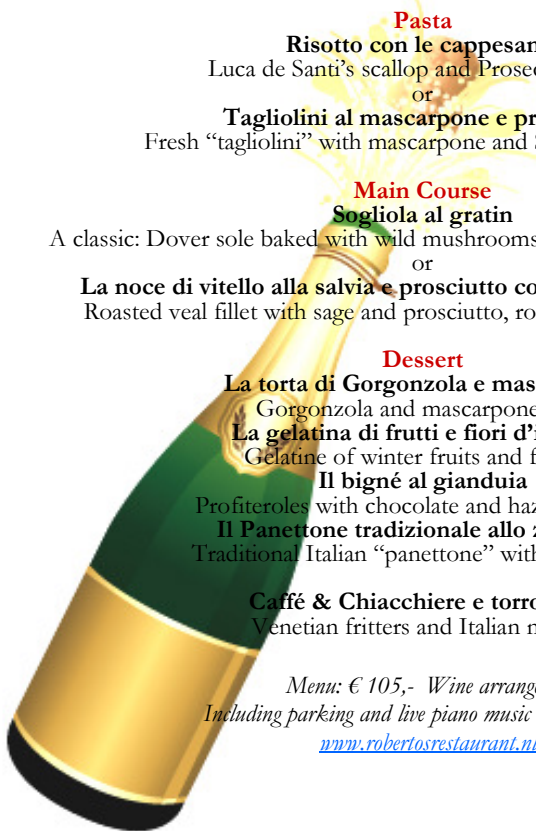 Pasta
Risotto con le cappesan
Luca de Santi’s scallop and Prosec
or
Tagliolini al mascarpone e pr
Fresh “tagliolini” with mascarpone and
Main Course
Sogliola al gratin
A classic: Dover sole baked with wild mushrooms
or
La noce di vitello alla salvia e prosciutto co
Roasted veal fillet with sage and prosciutto, ro
Dessert
La torta di Gorgonzola e mas
Gorgonzola and mascarpone
La gelatina di frutti e fiori d’i
Gelatine of winter fruits and f
Il bigné al gianduia
Profiteroles with chocolate and haz
Il Panettone tradizionale allo z
Traditional Italian “panettone” with
Caffé & Chiacchiere e torro
Venetian fritters and Italian n
Menu: € 105,- Wine arrang
Including parking and live piano music
www.robertosrestaurant.nl